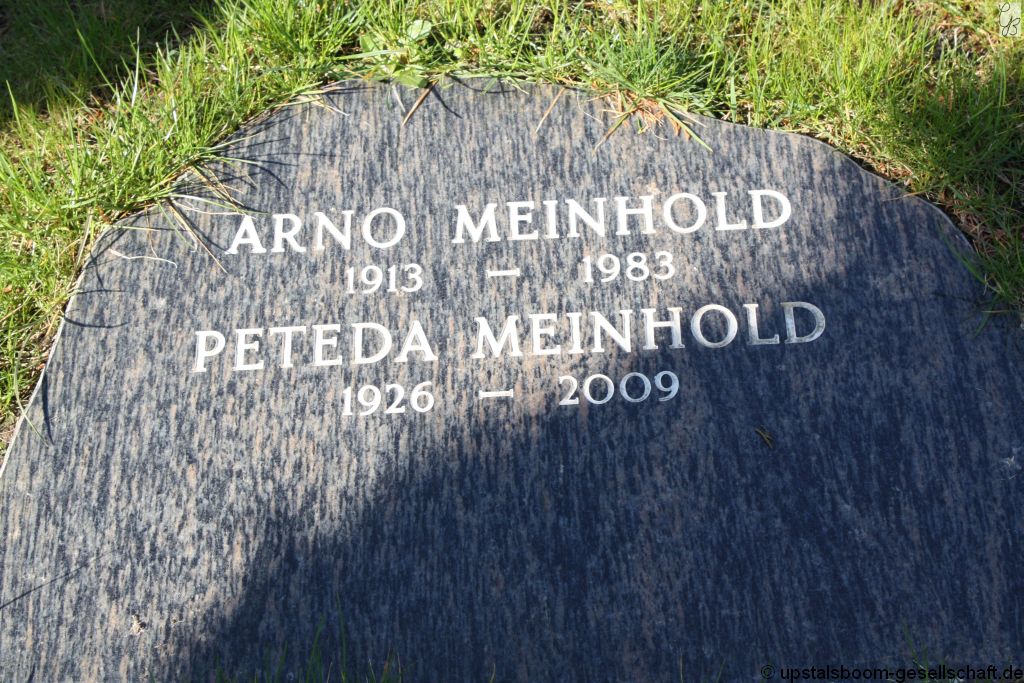 ARNO MEINHOLD
1913 — 1983
PETEDA MEINHOLD
1926 — 2009
© upstalsboom-gesellschaft.de